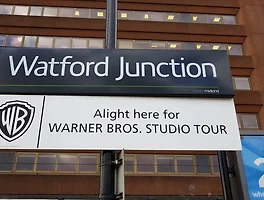 Watford Junction
WB
Alight here for
WARNER BROS. STUDIO TOUR